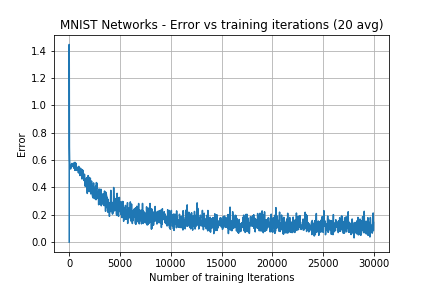 MNIST Networks - Error vs training iterations (20 avg)
1.4
1.2
1.0
0.8
0.6
0.4
0.2
0.0
Error
0 5000 10000 15000 20000 25000 30000
Number of training Iterations